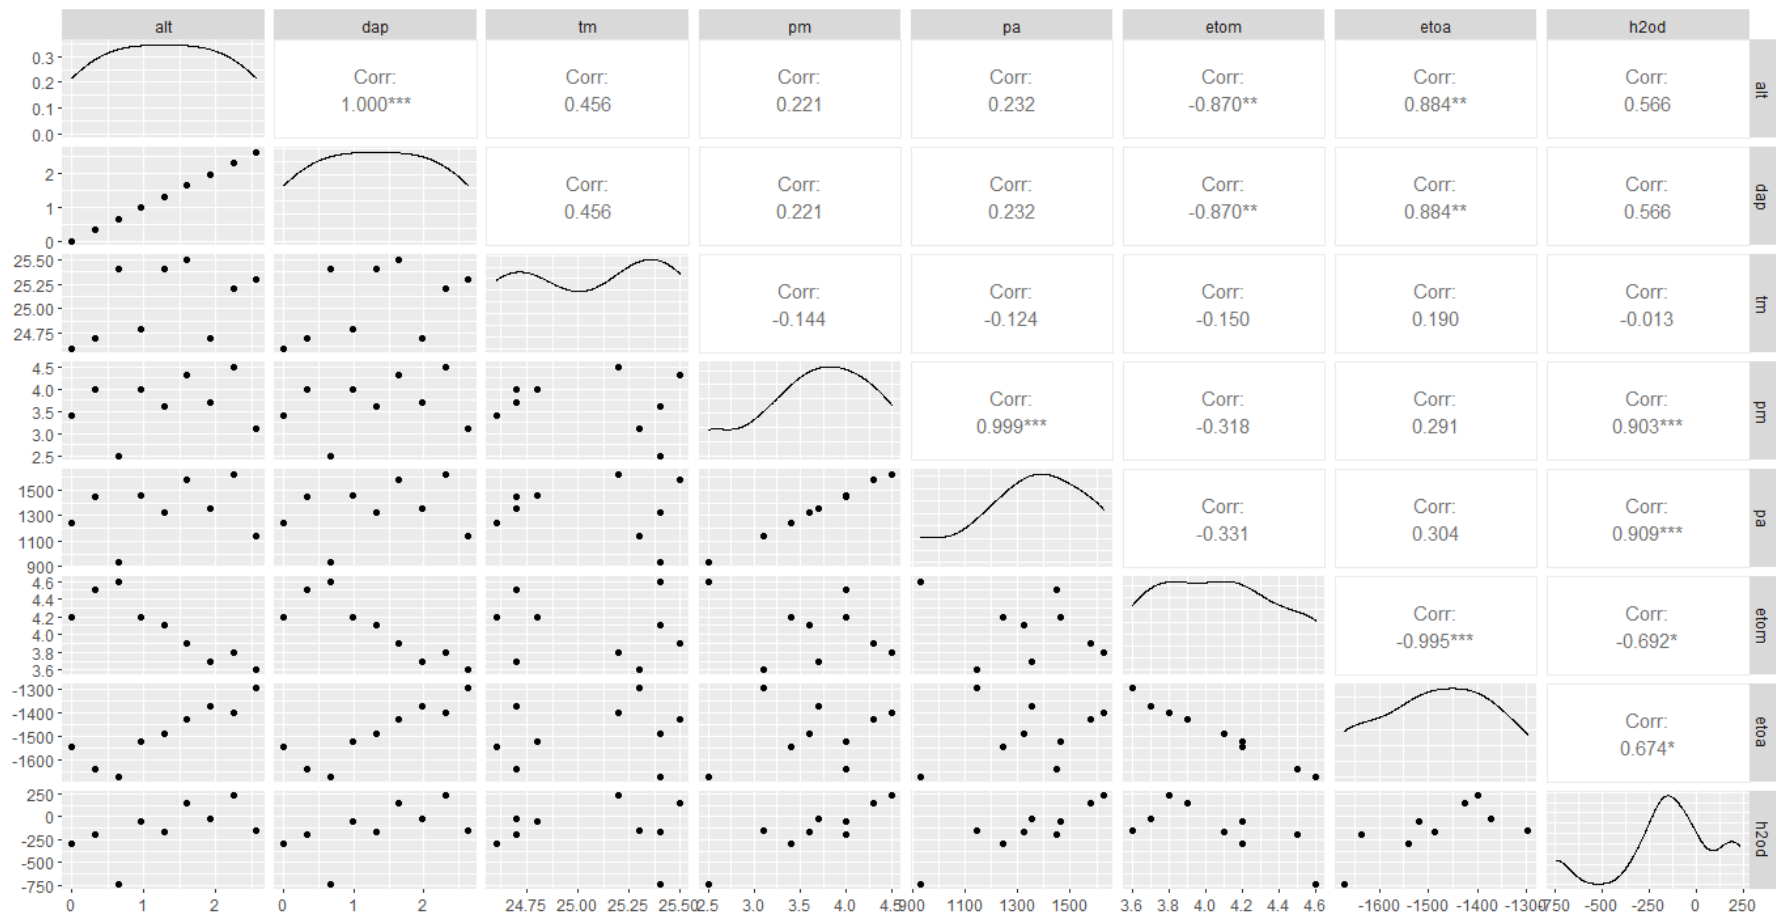 alt dap tm pm pa etom etoa h2od
0.3
0.2
0.1
0.0
Corr: Corr: Corr: Corr: Corr: Corr: Corr:
1.000*** 0.456 0.221 0.232 -0.870** 0.884** 0.566
alt
2
1
0
Corr: Corr: Corr: Corr: Corr: Corr:
0.456 0.221 0.232 -0.870** 0.884** 0.566
dap
25.50
25.25
25.00
24.75
Corr: Corr: Corr: Corr: Corr:
-0.144 -0.124 -0.150 0.190 -0.013
tm
4.5
4.0
3.5
3.0
2.5
Corr: Corr: Corr: Corr:
0.999*** -0.318 0.291 0.903***
pm
1500
1300
1100
900
Corr: Corr: Corr:
-0.331 0.304 0.909***
pa
4.6
4.4
4.2
4.0
3.8
3.6
Corr: Corr:
-0.995*** -0.692*
etom
-1300
-1400
-1500
-1600
Corr:
0.674*
etoa
250
0
-250
-500
-750
h2od
0 1 2 0 1 2 24.75 25.00 25.25 25.50 2.5 3.0 3.5 4.0 4.5 900 1100 1300 1500 3.6 3.8 4.0 4.2 4.4 4.6 -1600 -1500 -1400 -1300 -750 -500 -250 0 250